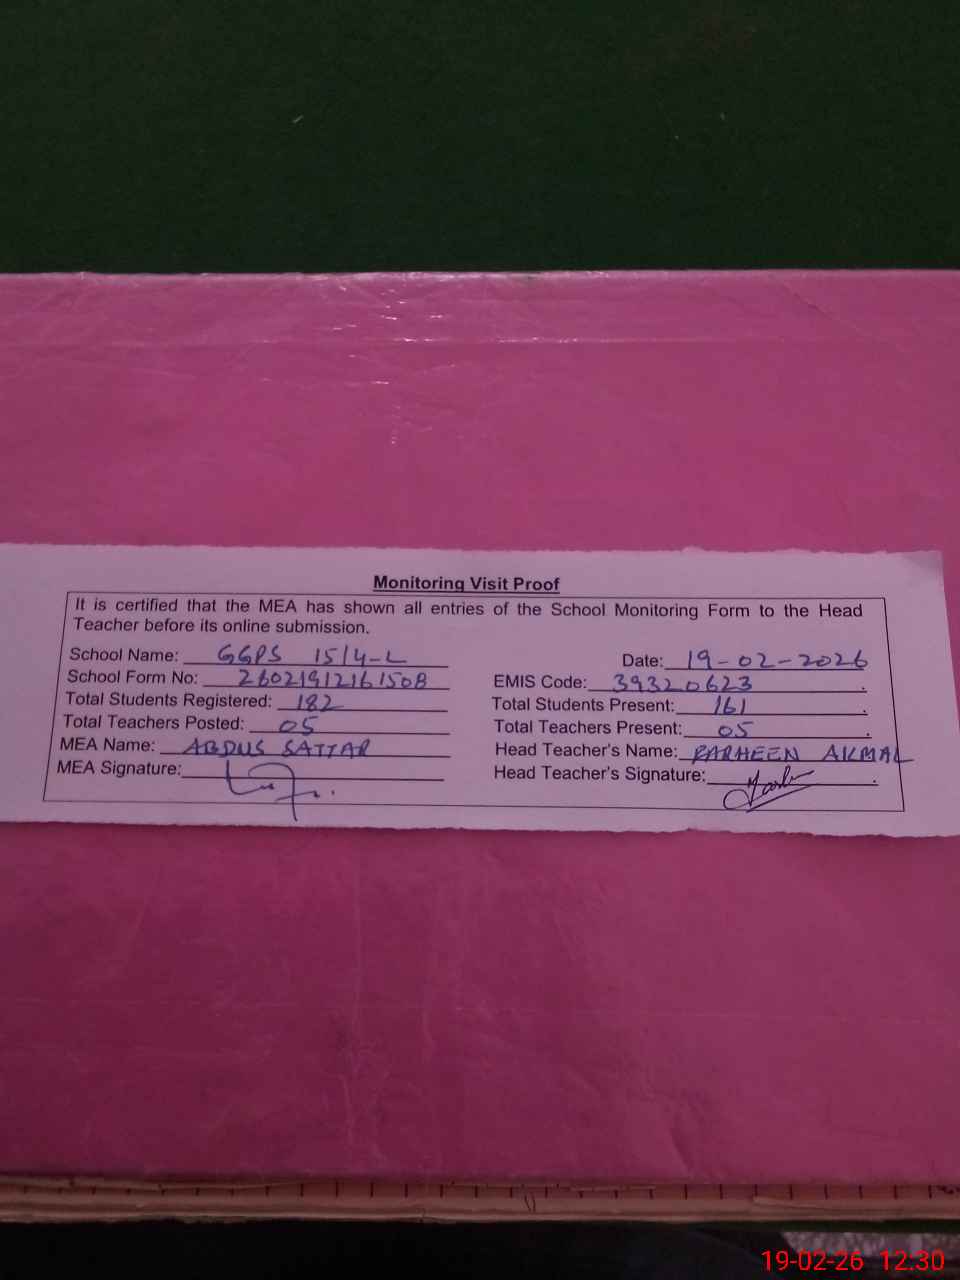 Monitoring Visit Proof
It is certified that the MEA has shown all entries of the School Monitoring Form to the Head
Teacher before its online submission.
School Name: GGPS 15/4-L Date: 19-02-2026
School Form No: 26021912161508 EMIS Code: 39320623
Total Students Registered: 182 Total Students Present: 161
Total Teachers Posted: 05 Total Teachers Present: 05
MEA Name: ABDUS SATTAR Head Teacher's Name: FARHEEN AKMAL
MEA Signature: Head Teacher's Signature:
19-02-26 12.30